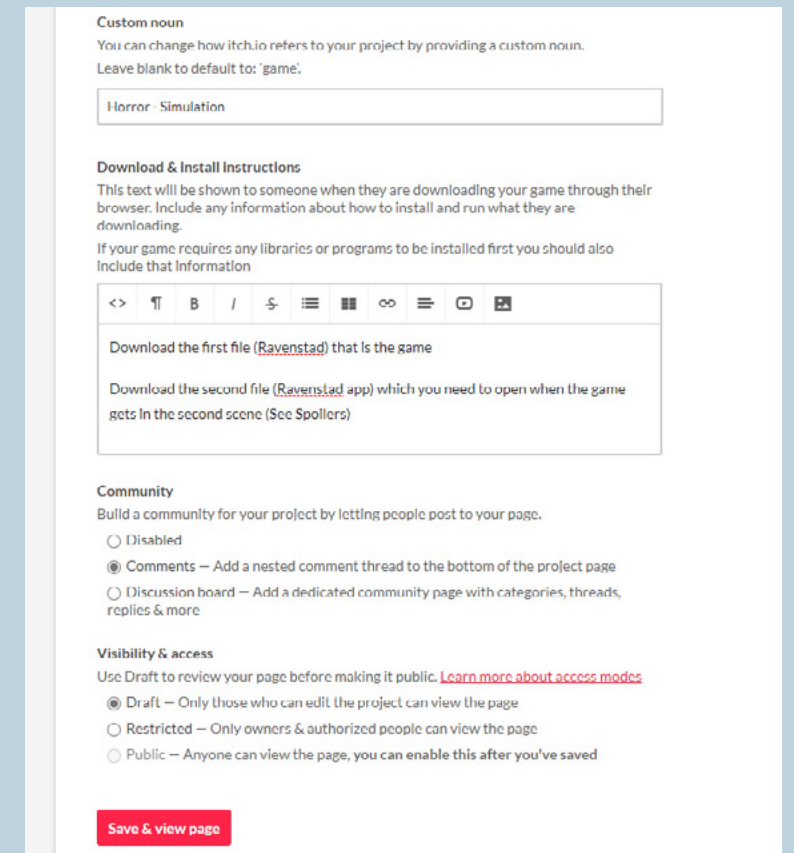 Custom noun
You can change how itch.io refers to your project by providing a custom noun.
Leave blank to default to: 'game'.
Horror - Simulation
Download & Install Instructions
This text will be shown to someone when they are downloading your game through their
browser. Include any information about how to install and run what they are
downloading.
If your game requires any libraries or programs to be installed first you should also
include that information
<> ¶ B I S
Download the first file (Ravenstad) that is the game
Download the second file (Ravenstad app) which you need to open when the game
gets in the second scene (See Spoilers)
Community
Build a community for your project by letting people post to your page.
Disabled
Comments — Add a nested comment thread to the bottom of the project page
Discussion board — Add a dedicated community page with categories, threads,
replies & more
Visibility & access
Use Draft to review your page before making it public. Learn more about access modes
Draft — Only those who can edit the project can view the page
Restricted — Only owners & authorized people can view the page
Public — Anyone can view the page, you can enable this after you've saved
Save & view page